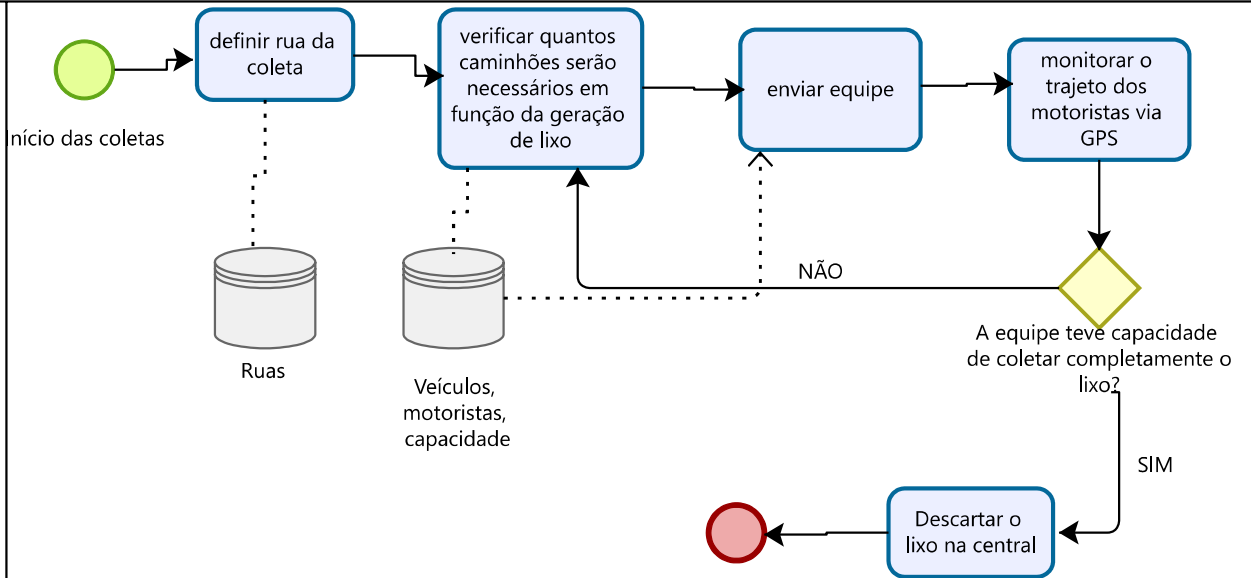 Início das coletas
definir rua da
coleta
verificar quantos
caminhões serão
necessários em
função da geração
de lixo
enviar equipe
monitorar o
trajeto dos
motoristas via
GPS
Ruas
Veículos,
motoristas,
capacidade
NÃO
A equipe teve capacidade
de coletar completamente o
lixo?
SIM
Descartar o
lixo na central